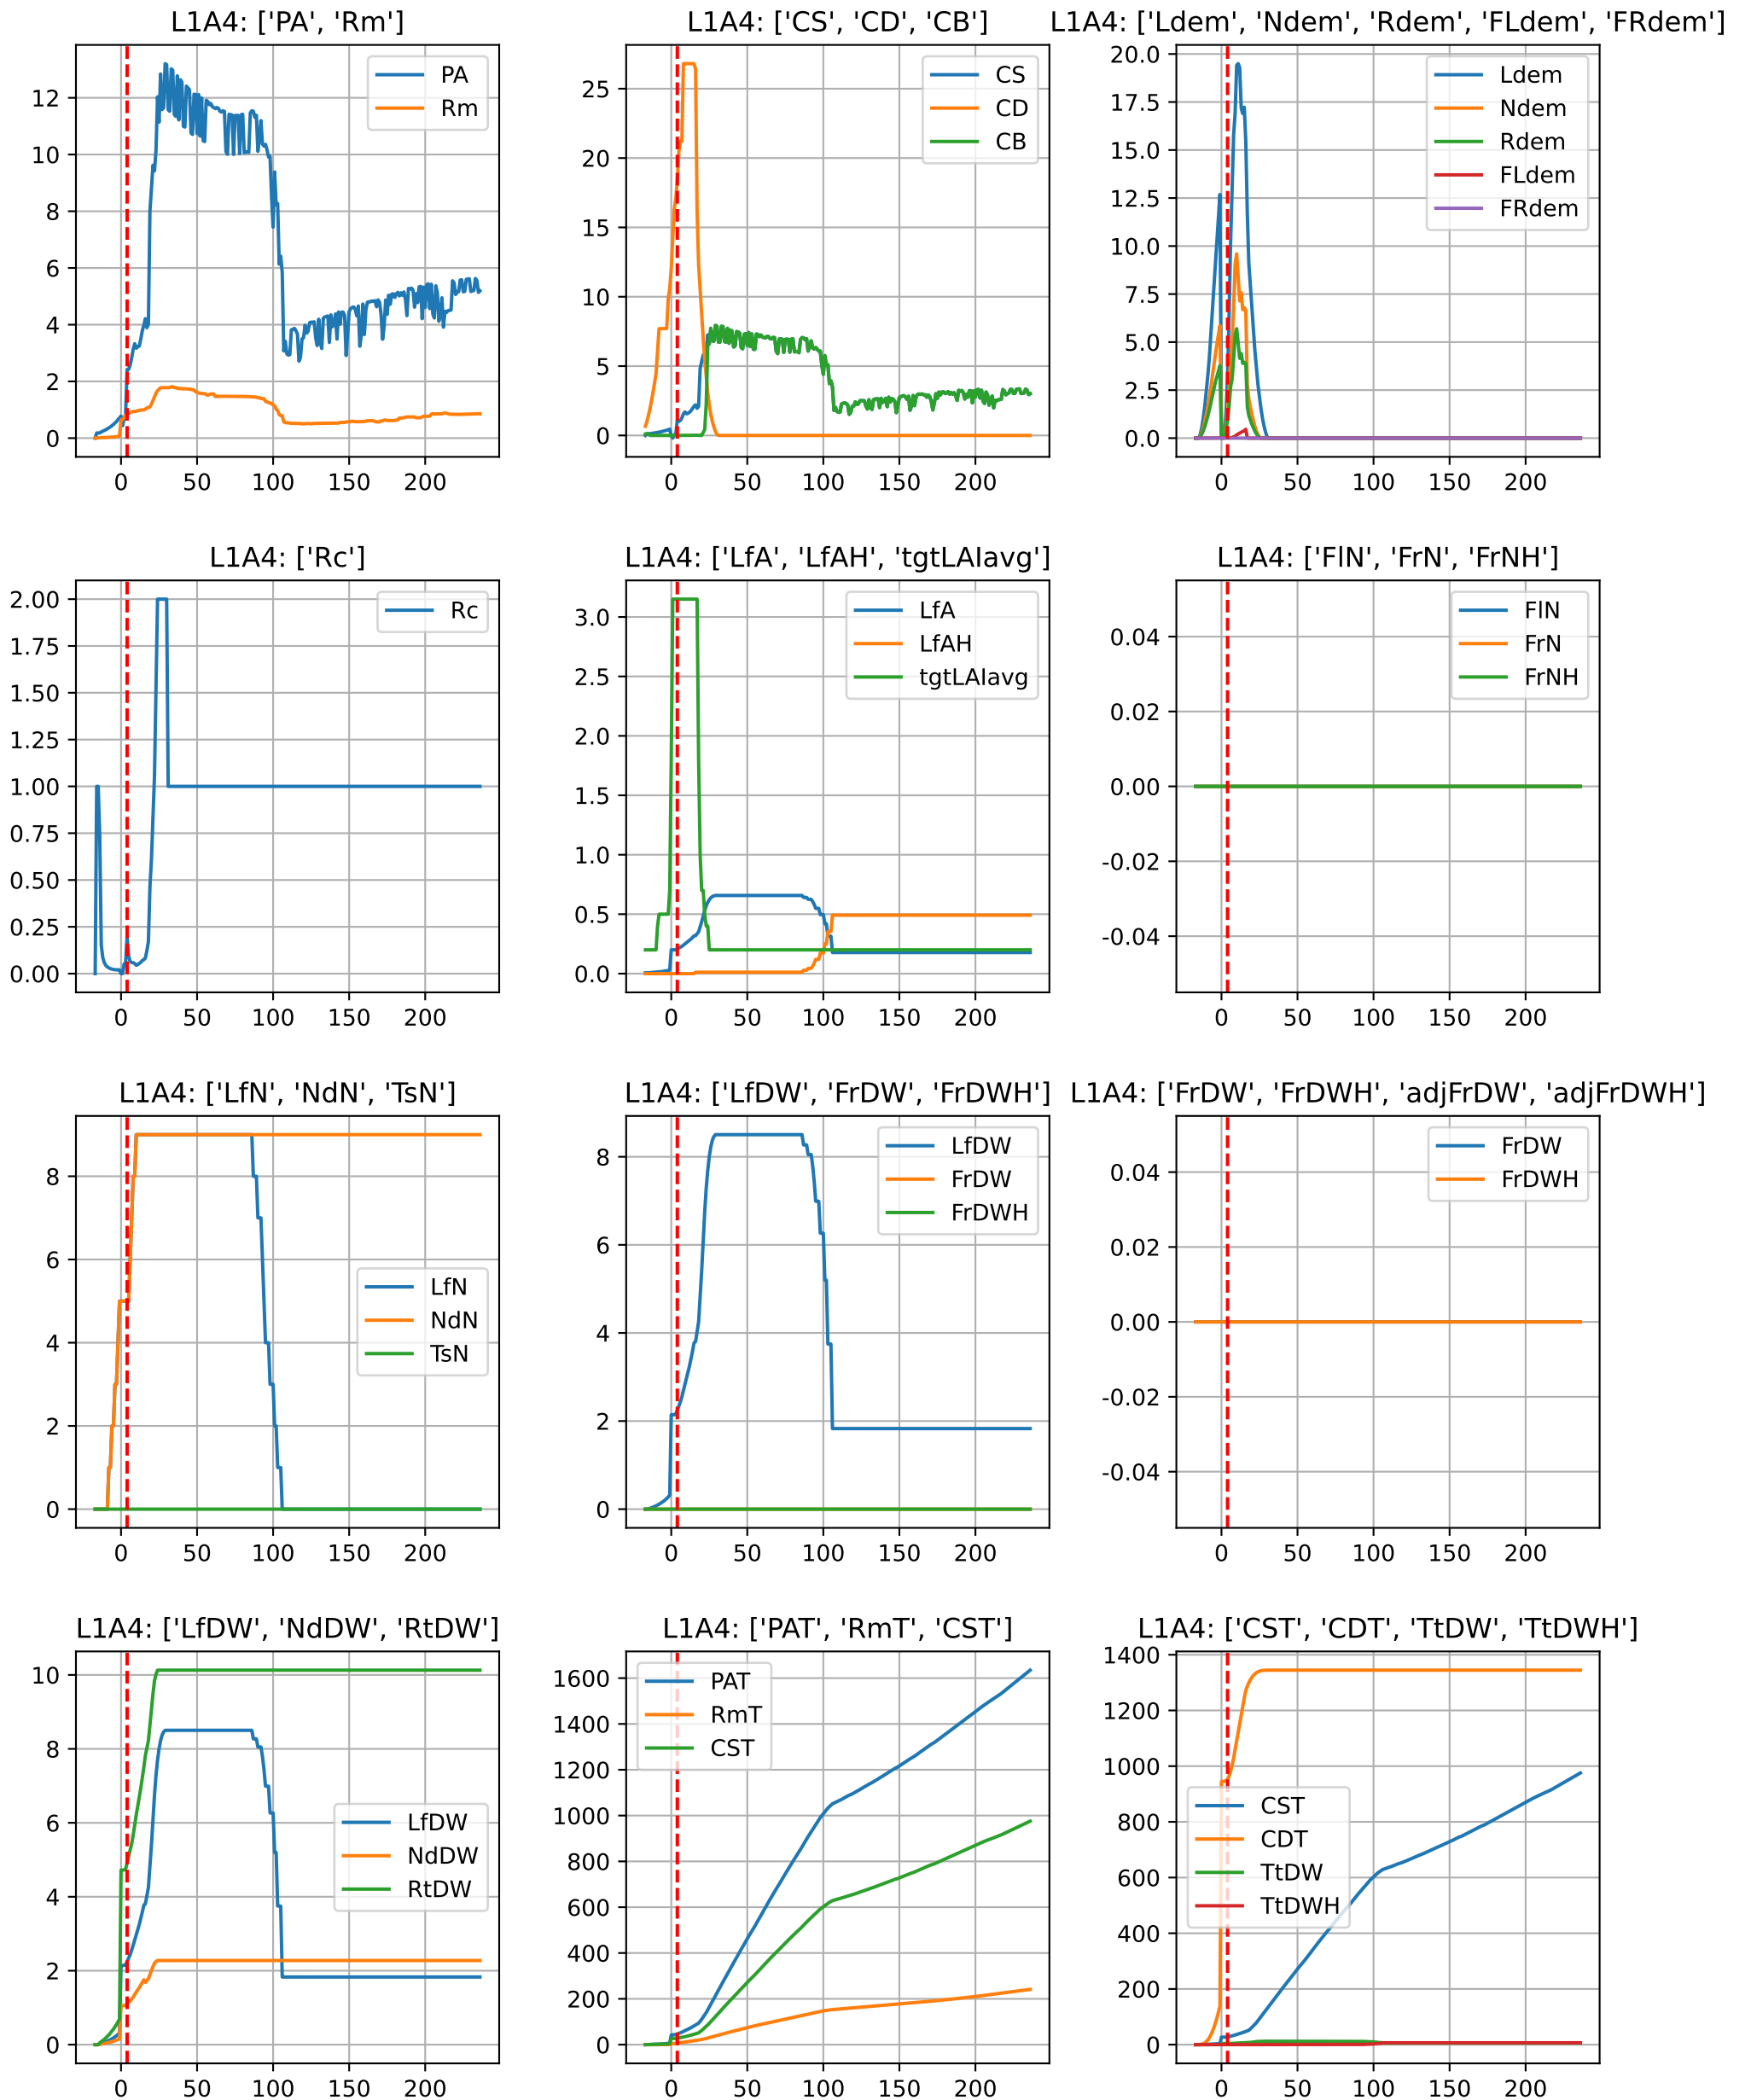 L1A4: ['PA', 'Rm']
PA
Rm
12
10
8
6
4
2
0
0 50 100 150 200
L1A4: ['CS', 'CD', 'CB']
CS
CD
CB
25
20
15
10
5
0
0 50 100 150 200
L1A4: ['Ldem', 'Ndem', 'Rdem', 'FLdem', 'FRdem']
Ldem
Ndem
Rdem
FLdem
FRdem
20.0
17.5
15.0
12.5
10.0
7.5
5.0
2.5
0.0
0 50 100 150 200
L1A4: ['Rc']
Rc
2.00
1.75
1.50
1.25
1.00
0.75
0.50
0.25
0.00
0 50 100 150 200
L1A4: ['LfA', 'LfAH', 'tgtLAIavg']
LfA
LfAH
tgtLAIavg
3.0
2.5
2.0
1.5
1.0
0.5
0.0
0 50 100 150 200
L1A4: ['FlN', 'FrN', 'FrNH']
FlN
FrN
FrNH
0.04
0.02
0.00
-0.02
-0.04
0 50 100 150 200
L1A4: ['LfN', 'NdN', 'TsN']
LfN
NdN
TsN
8
6
4
2
0
0 50 100 150 200
L1A4: ['LfDW', 'FrDW', 'FrDWH']
LfDW
FrDW
FrDWH
8
6
4
2
0
0 50 100 150 200
L1A4: ['FrDW', 'FrDWH', 'adjFrDW', 'adjFrDWH']
FrDW
FrDWH
0.04
0.02
0.00
-0.02
-0.04
0 50 100 150 200
L1A4: ['LfDW', 'NdDW', 'RtDW']
LfDW
NdDW
RtDW
10
8
6
4
2
0
0 50 100 150 200
L1A4: ['PAT', 'RmT', 'CST']
PAT
RmT
CST
1600
1400
1200
1000
800
600
400
200
0
0 50 100 150 200
L1A4: ['CST', 'CDT', 'TtDW', 'TtDWH']
CST
CDT
TtDW
TtDWH
1400
1200
1000
800
600
400
200
0
0 50 100 150 200